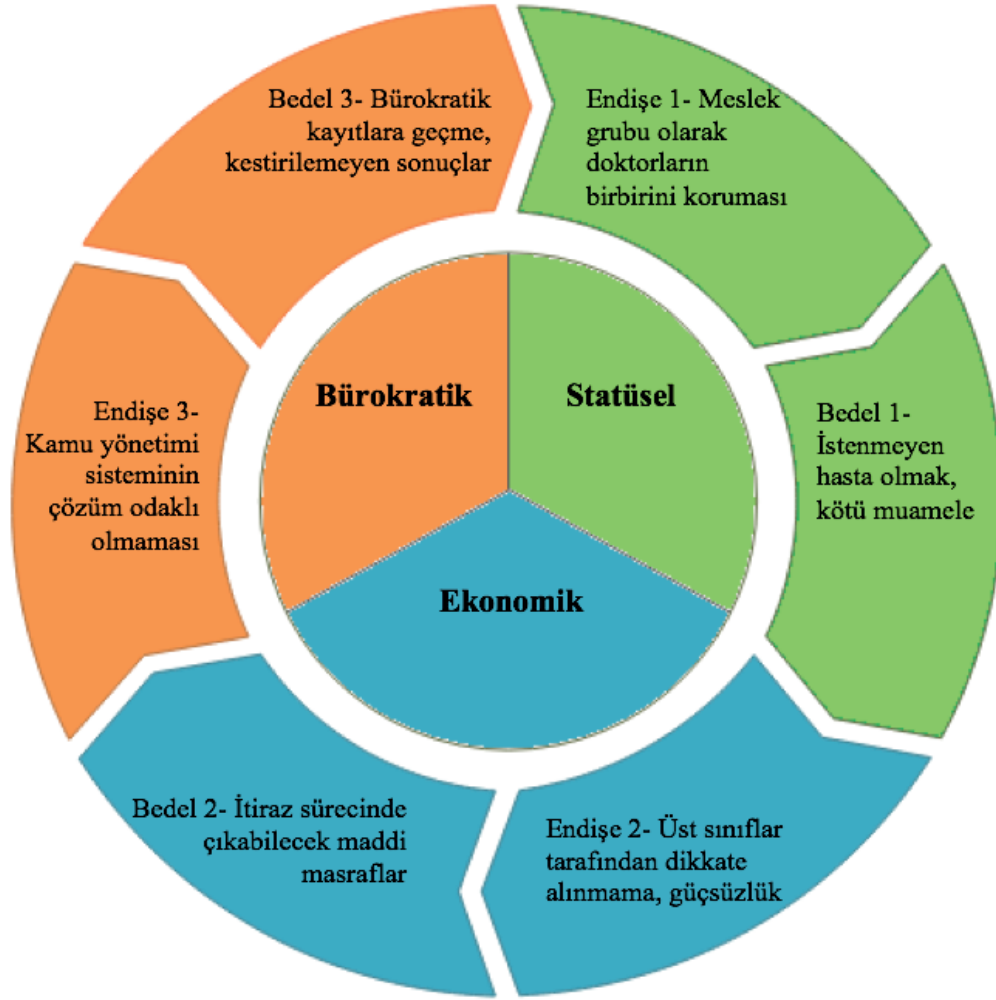 Endişe 1- Meslek
grubu olarak
doktorların
birbirini koruması
Bedel 1-
İstenmeyen
hasta olmak,
kötü muamele
Endişe 2- Üst sınıflar
tarafından dikkate
alınmama, güçsüzlük
Bedel 2- İtiraz sürecinde
çıkabilecek maddi
masraflar
Endişe 3-
Kamu yönetimi
sisteminin
çözüm odaklı
olmaması
Bedel 3- Bürokratik
kayıtlara geçme,
kestirilemeyen sonuçlar
Bürokratik
Statüsel
Ekonomik